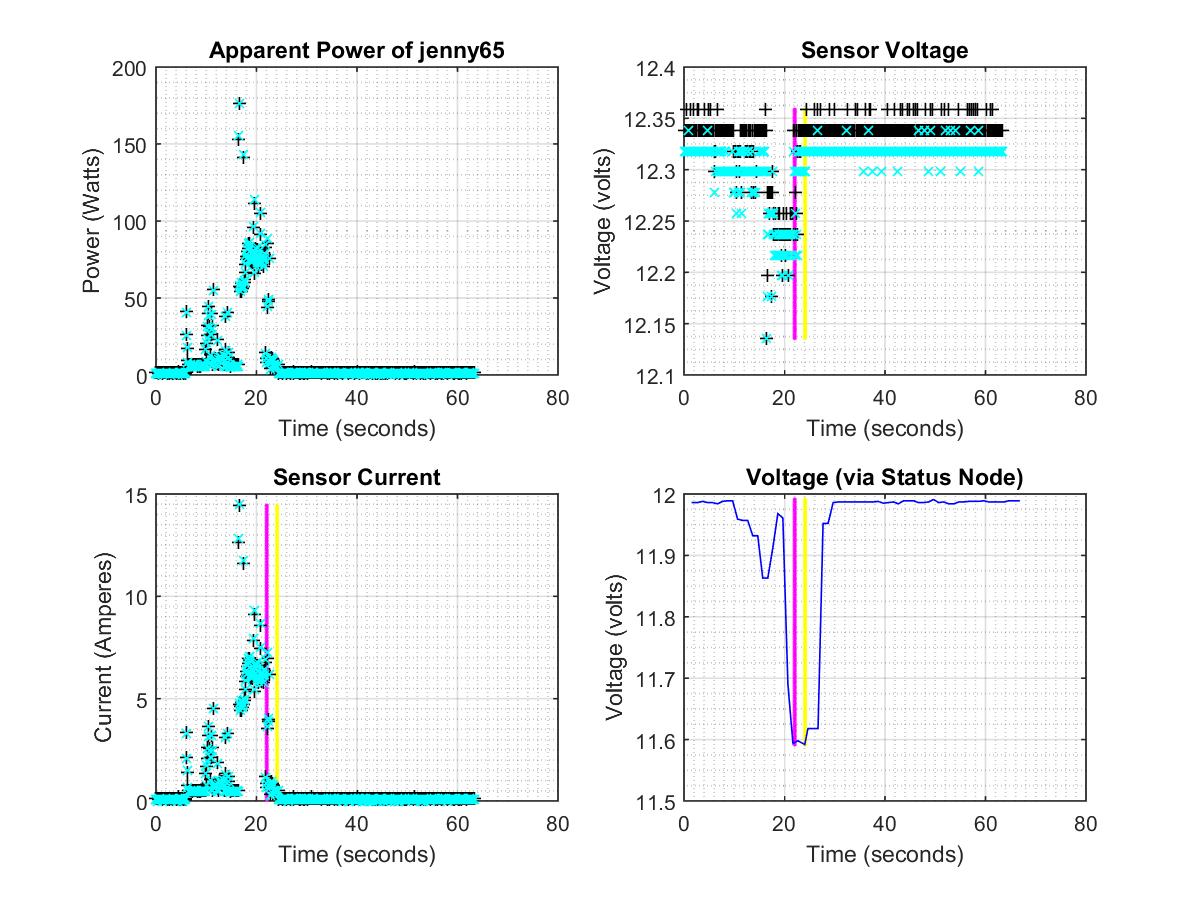 Apparent Power of jenny65
200
150
100
50
0
Power (Watts)
0 20 40 60 80
Time (seconds)
Sensor Voltage
12.4
12.35
12.3
12.25
12.2
12.15
12.1
Voltage (volts)
0 20 40 60 80
Time (seconds)
Sensor Current
15
10
5
0
Current (Amperes)
0 20 40 60 80
Time (seconds)
Voltage (via Status Node)
12
11.9
11.8
11.7
11.6
11.5
Voltage (volts)
0 20 40 60 80
Time (seconds)